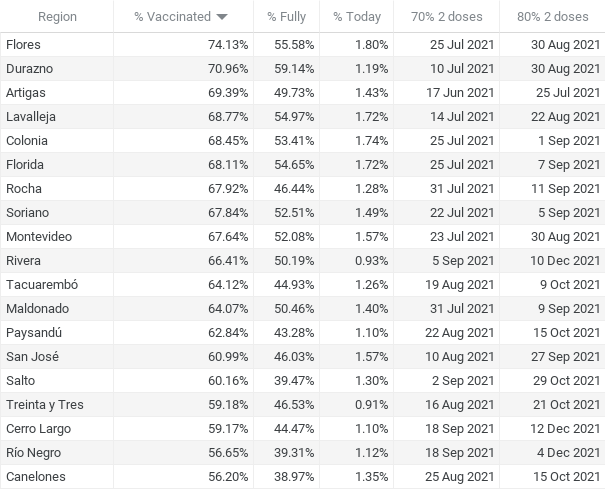 Region % Vaccinated % Fully % Today 70% 2 doses 80% 2 doses
Flores 74.13% 55.58% 1.80% 25 Jul 2021 30 Aug 2021
Durazno 70.96% 59.14% 1.19% 10 Jul 2021 30 Aug 2021
Artigas 69.39% 49.73% 1.43% 17 Jun 2021 25 Jul 2021
Lavalleja 68.77% 54.97% 1.72% 14 Jul 2021 22 Aug 2021
Colonia 68.45% 53.41% 1.74% 25 Jul 2021 1 Sep 2021
Florida 68.11% 54.65% 1.72% 25 Jul 2021 7 Sep 2021
Rocha 67.92% 46.44% 1.28% 31 Jul 2021 11 Sep 2021
Soriano 67.84% 52.51% 1.49% 22 Jul 2021 5 Sep 2021
Montevideo 67.64% 52.08% 1.57% 23 Jul 2021 30 Aug 2021
Rivera 66.41% 50.19% 0.93% 5 Sep 2021 10 Dec 2021
Tacuarembó 64.12% 44.93% 1.26% 19 Aug 2021 9 Oct 2021
Maldonado 64.07% 50.46% 1.40% 31 Jul 2021 9 Sep 2021
Paysandú 62.84% 43.28% 1.10% 22 Aug 2021 15 Oct 2021
San José 60.99% 46.03% 1.57% 10 Aug 2021 27 Sep 2021
Salto 60.16% 39.47% 1.30% 2 Sep 2021 29 Oct 2021
Treinta y Tres 59.18% 46.53% 0.91% 16 Aug 2021 21 Oct 2021
Cerro Largo 59.17% 44.47% 1.10% 18 Sep 2021 12 Dec 2021
Río Negro 56.65% 39.31% 1.12% 18 Sep 2021 4 Dec 2021
Canelones 56.20% 38.97% 1.35% 25 Aug 2021 15 Oct 2021